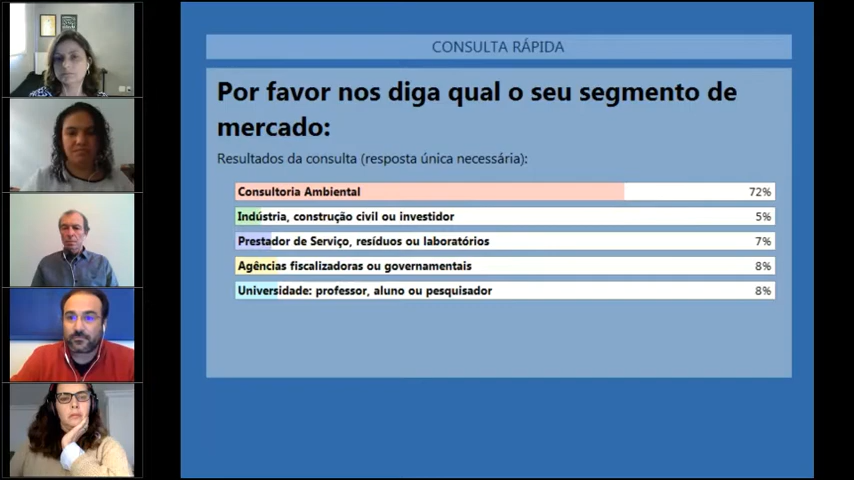 CONSULTA RÁPIDA
Por favor nos diga qual o seu segmento de
mercado:
Resultados da consulta (resposta única necessária):
Consultoria Ambiental 72%
Indústria, construção civil ou investidor 5%
Prestador de Serviço, resíduos ou laboratórios 7%
Agências fiscalizadoras ou governamentais 8%
Universidade: professor, aluno ou pesquisador 8%